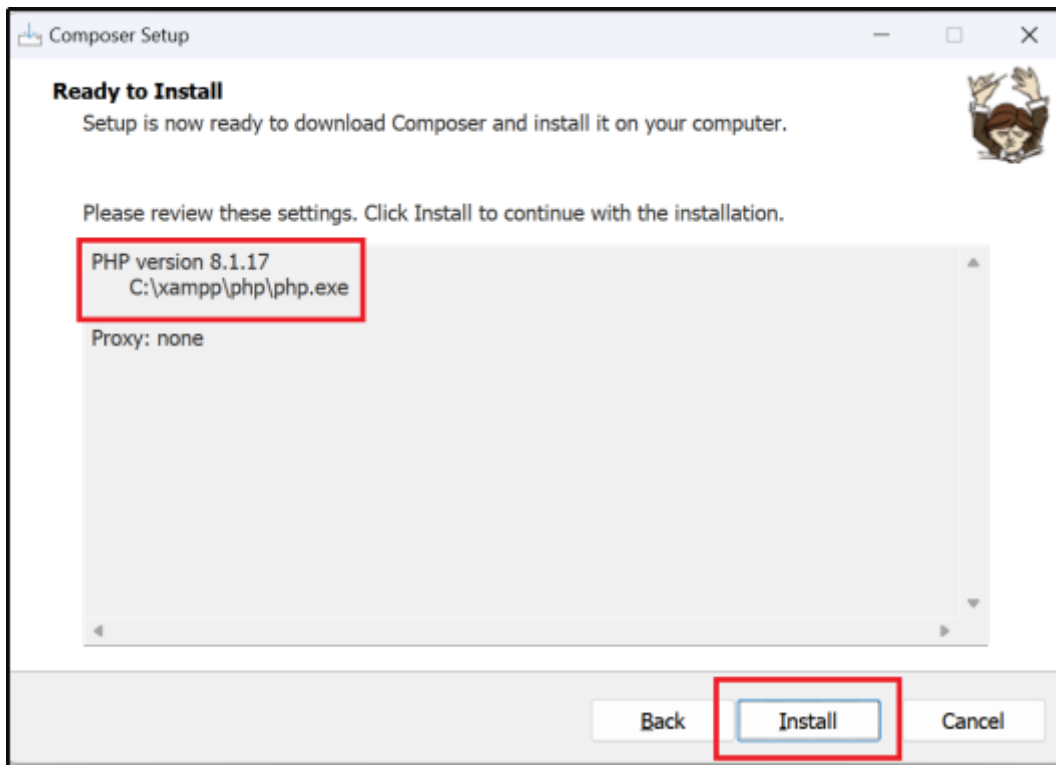 Composer Setup
Ready to Install
Setup is now ready to download Composer and install it on your computer.
Please review these settings. Click Install to continue with the installation.
PHP version 8.1.17
C:\xampp\php\php.exe
Proxy: none
Back
Install
Cancel